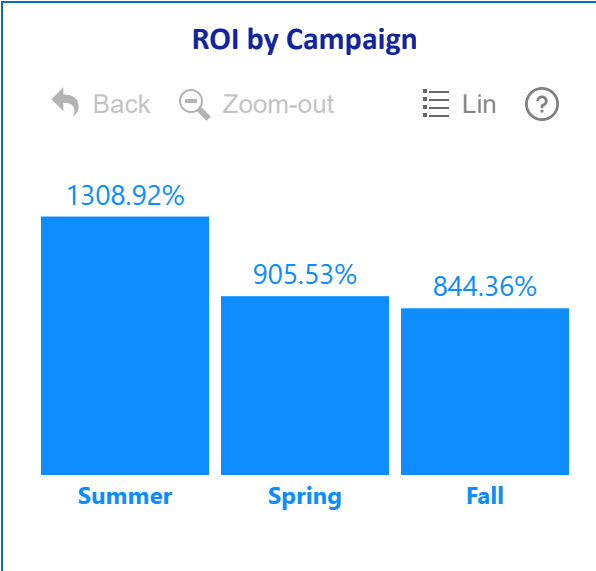 ROI by Campaign
Back Zoom-out Lin ?
1308.92%
905.53%
844.36%
Summer Spring Fall